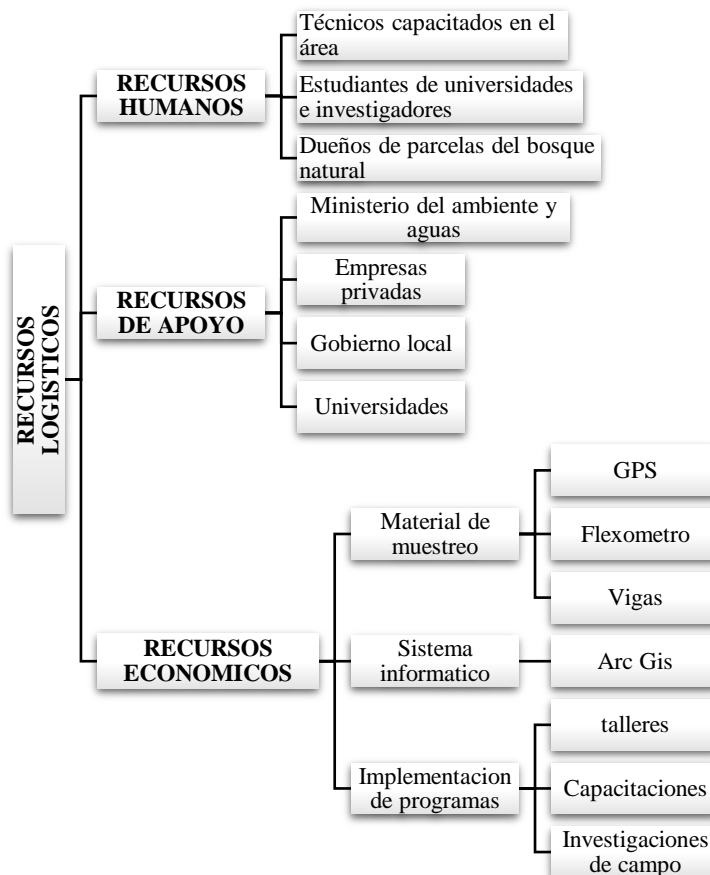 RECURSOS
LOGISTICOS
RECURSOS
HUMANOS
Técnicos capacitados en el
área
Estudiantes de universidades
e investigadores
Dueños de parcelas del bosque
natural
RECURSOS
DE APOYO
Ministerio del ambiente y
aguas
Empresas
privadas
Gobierno local
Universidades
RECURSOS
ECONOMICOS
Material de
muestreo
GPS
Flexometro
Vigas
Sistema
informatico
Arc Gis
Implementacion
de programas
talleres
Capacitaciones
Investigaciones
de campo